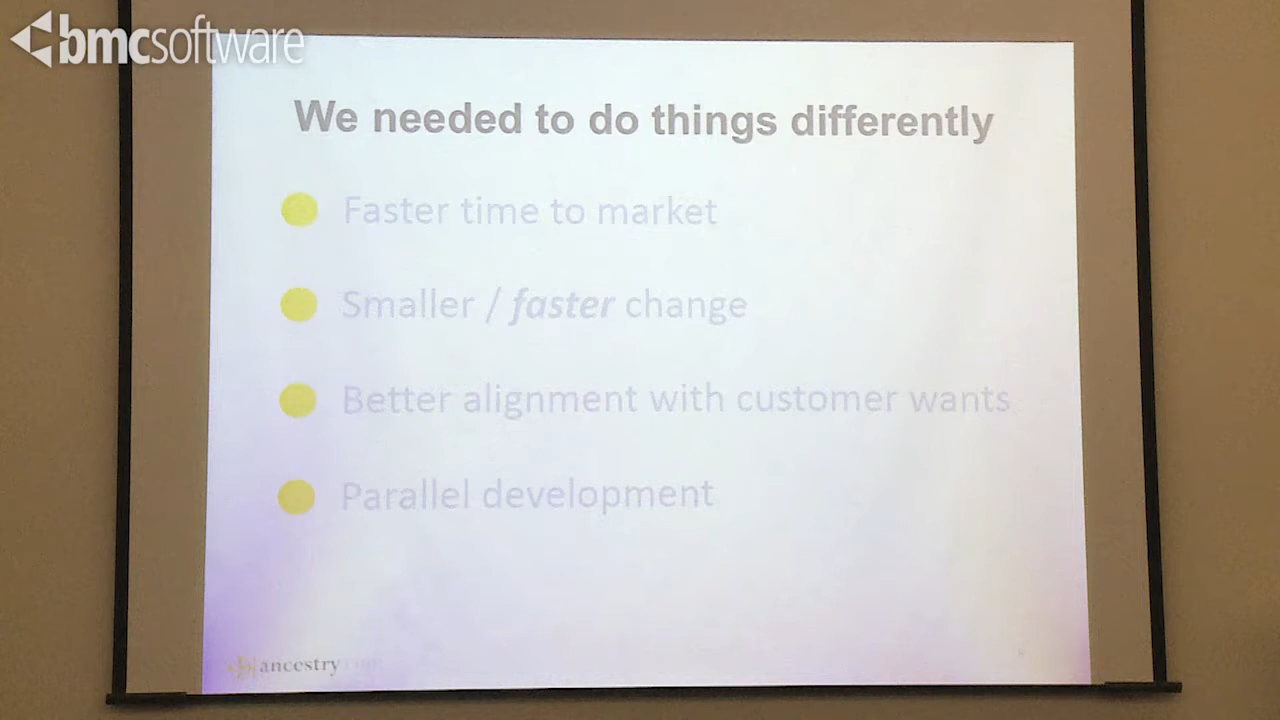 bmcsoftware
We needed to do things differently
Faster time to market
Smaller / faster change
Better alignment with customer wants
Parallel development
ancestry.com